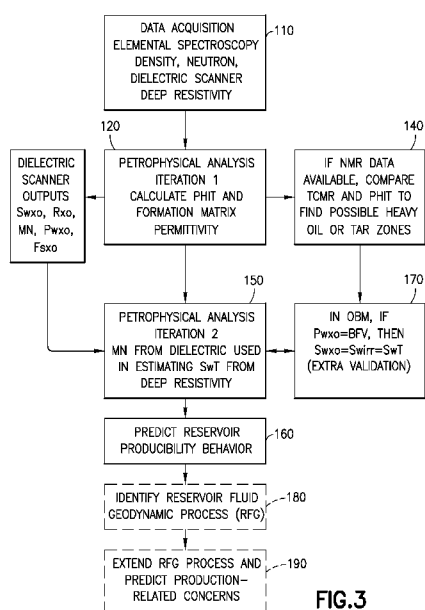 DATA ACQUISITION
ELEMENTAL SPECTROSCOPY
DENSITY, NEUTRON,
DIELECTRIC SCANNER
DEEP RESISTIVITY
110
DIELECTRIC
SCANNER
OUTPUTS
Swxo, Rxo,
MN, Pwxo,
Fsxo
120
PETROPHYSICAL ANALYSIS
ITERATION 1
CALCULATE PHIT AND
FORMATION MATRIX
PERMITTIVITY
140
IF NMR DATA
AVAILABLE, COMPARE
TCMR AND PHIT TO
FIND POSSIBLE HEAVY
OIL OR TAR ZONES
150
PETROPHYSICAL ANALYSIS
ITERATION 2
MN FROM DIELECTRIC USED
IN ESTIMATING SwT FROM
DEEP RESISTIVITY
170
IN OBM, IF
Pwxo=BFV, THEN
Swxo=Swirr=SwT
(EXTRA VALIDATION)
PREDICT RESERVOIR
PRODUCIBILITY BEHAVIOR
160
IDENTIFY RESERVOIR FLUID
GEODYNAMIC PROCESS (RFG)
180
EXTEND RFG PROCESS AND
PREDICT PRODUCTION-
RELATED CONCERNS
190
FIG.3